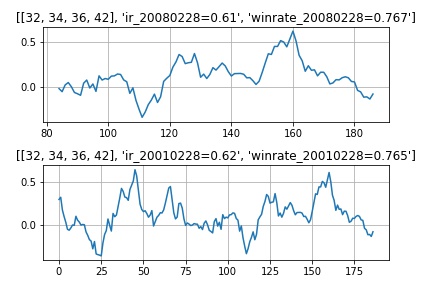 [[32, 34, 36, 42], 'ir_20080228=0.61', 'winrate_20080228=0.767']
0.5
0.0
80 100 120 140 160 180
[[32, 34, 36, 42], 'ir_20010228=0.62', 'winrate_20010228=0.765']
0.5
0.0
0 25 50 75 100 125 150 175